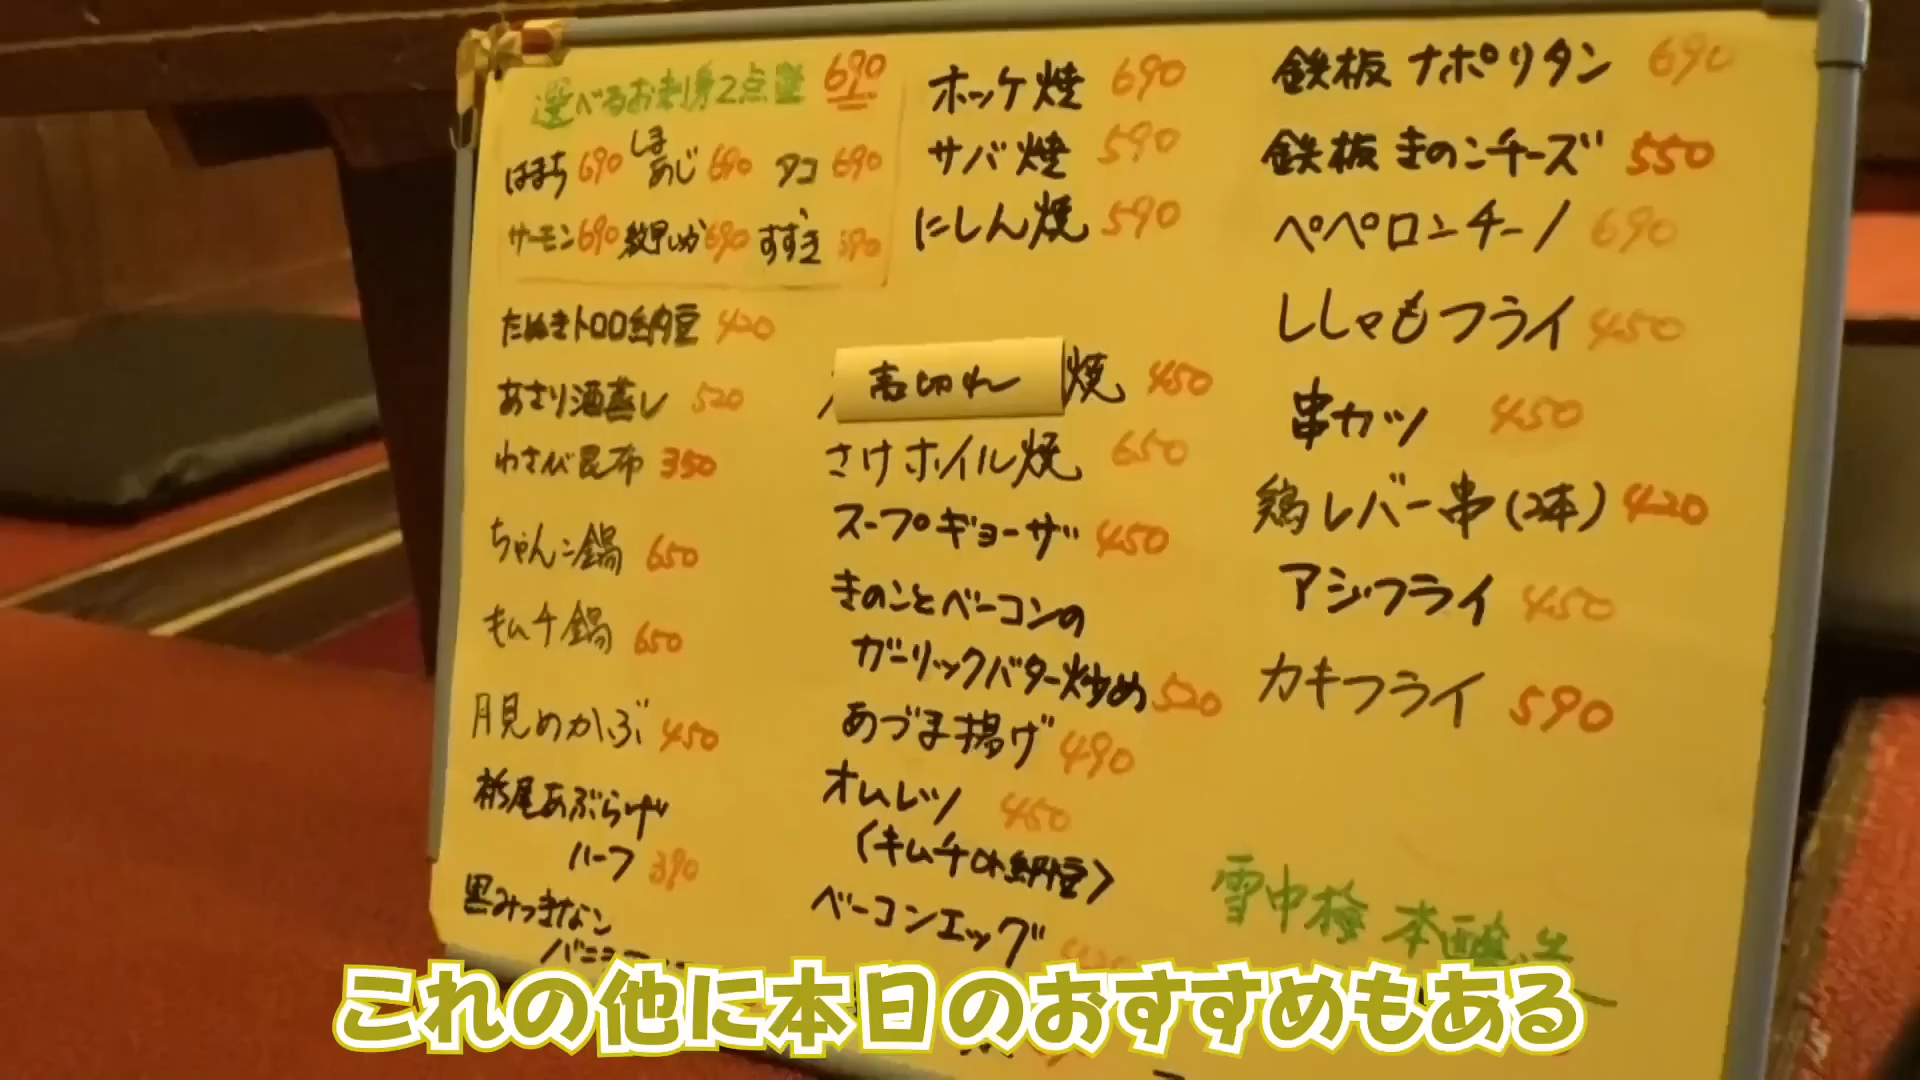 選べるお刺身2点盛 690
はまち 690 しまあじ 690 タコ 690
サーモン 690 すずき
たぬきトロロ納豆 420
あさり酒蒸し 520
わさび昆布 350
ちゃんこ鍋 650
キムチ鍋 650
月見めかぶ 450
栃尾あぶらげ
ハーフ 390
黒みつきなこ
ホッケ焼 690
サバ焼 590
にしん焼 590
売切れ 焼 450
さけホイル焼 650
スープギョーザ 450
きのことベーコンの
ガーリックバター炒め 520
あづま揚げ 490
オムレツ 450
(キムチor納豆)
ベーコンエッグ
鉄板 ナポリタン 690
鉄板 きのこチーズ 550
ペペロンチーノ 690
ししゃもフライ 450
串カツ 450
鶏レバー串(2本) 420
アジフライ 450
カキフライ 590
雪中梅 本醸造
これの他に本日のおすすめもある